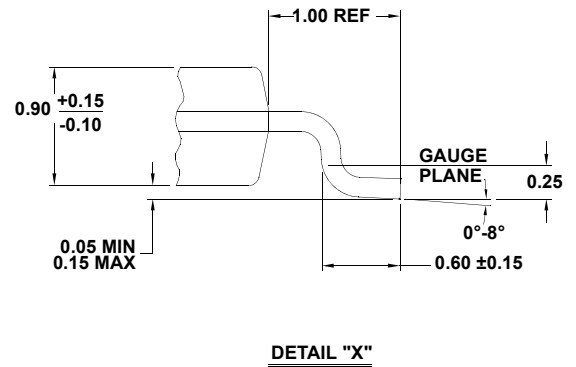 1.00 REF
0.90 +0.15
-0.10
GAUGE
PLANE
0.25
0°-8°
0.05 MIN
0.15 MAX
0.60 ±0.15
DETAIL "X"